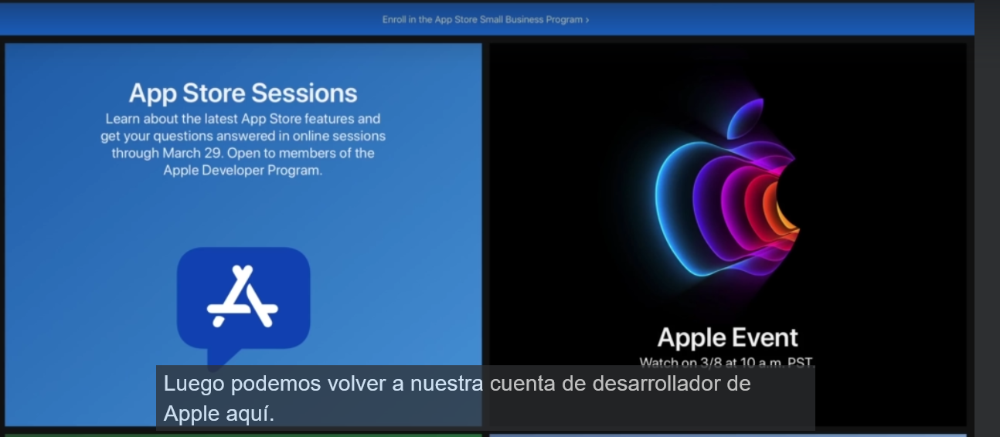 Enroll in the App Store Small Business Program ›
App Store Sessions
Learn about the latest App Store features and
get your questions answered in online sessions
through March 29. Open to members of the
Apple Developer Program.
Apple Event
Watch on 3/8 at 10 a.m. PST.
Luego podemos volver a nuestra cuenta de desarrollador de
Apple aquí.